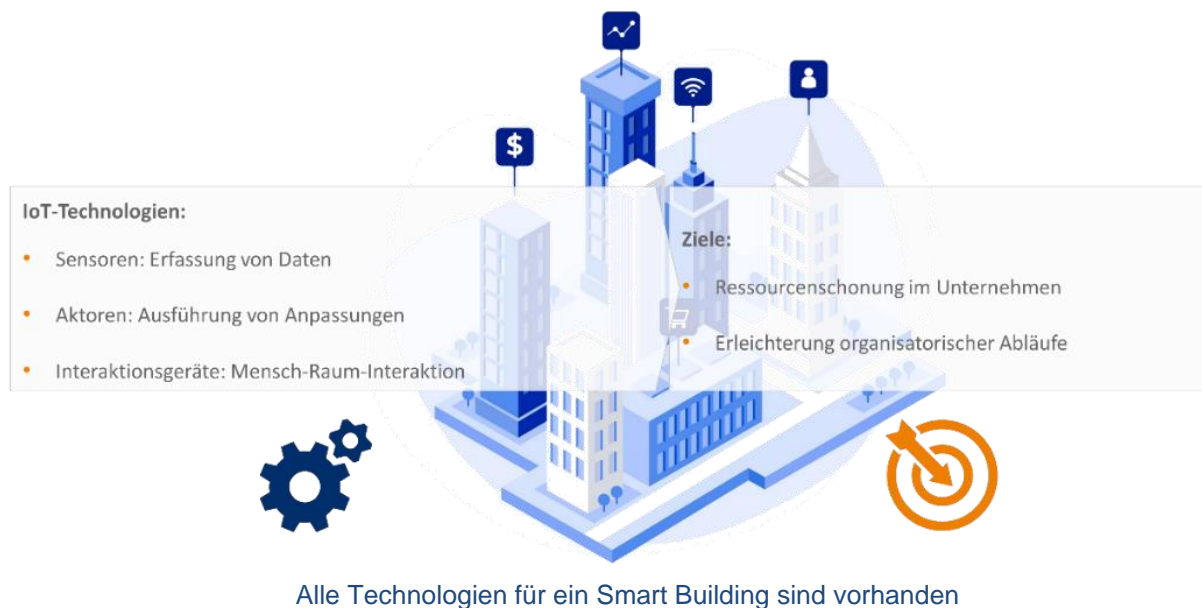 $
IoT-Technologien:
• Sensoren: Erfassung von Daten
• Aktoren: Ausführung von Anpassungen
• Interaktionsgeräte: Mensch-Raum-Interaktion
Ziele:
• Ressourcenschonung im Unternehmen
• Erleichterung organisatorischer Abläufe
Alle Technologien für ein Smart Building sind vorhanden